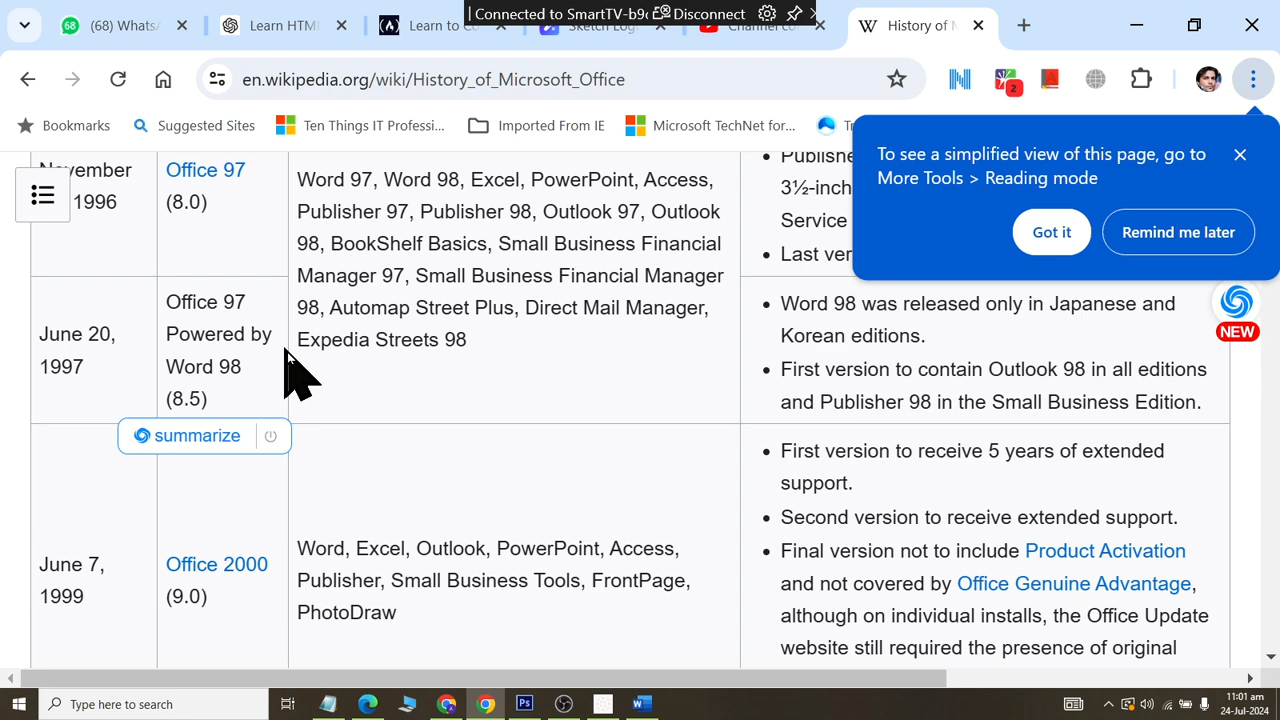 (68) Whats
Learn HTM
Learn to C
Sketch Log
Channel co
History of M
| Connected to SmartTV-b9 Disconnect
en.wikipedia.org/wiki/History_of_Microsoft_Office
2
Bookmarks
Suggested Sites
Ten Things IT Professi...
Imported From IE
Microsoft TechNet for...
Tr
To see a simplified view of this page, go to
More Tools > Reading mode
Got it
Remind me later
NEW
November
1996
Office 97
(8.0)
Word 97, Word 98, Excel, PowerPoint, Access,
Publisher 97, Publisher 98, Outlook 97, Outlook
98, BookShelf Basics, Small Business Financial
Manager 97, Small Business Financial Manager
98, Automap Street Plus, Direct Mail Manager,
Expedia Streets 98
• Publishe
3½-inch
Service
• Last ver
June 20,
1997
Office 97
Powered by
Word 98
(8.5)
• Word 98 was released only in Japanese and
Korean editions.
• First version to contain Outlook 98 in all editions
and Publisher 98 in the Small Business Edition.
summarize
June 7,
1999
Office 2000
(9.0)
Word, Excel, Outlook, PowerPoint, Access,
Publisher, Small Business Tools, FrontPage,
PhotoDraw
• First version to receive 5 years of extended
support.
• Second version to receive extended support.
• Final version not to include Product Activation
and not covered by Office Genuine Advantage,
although on individual installs, the Office Update
website still required the presence of original
Type here to search
11:01 am
24-Jul-2024